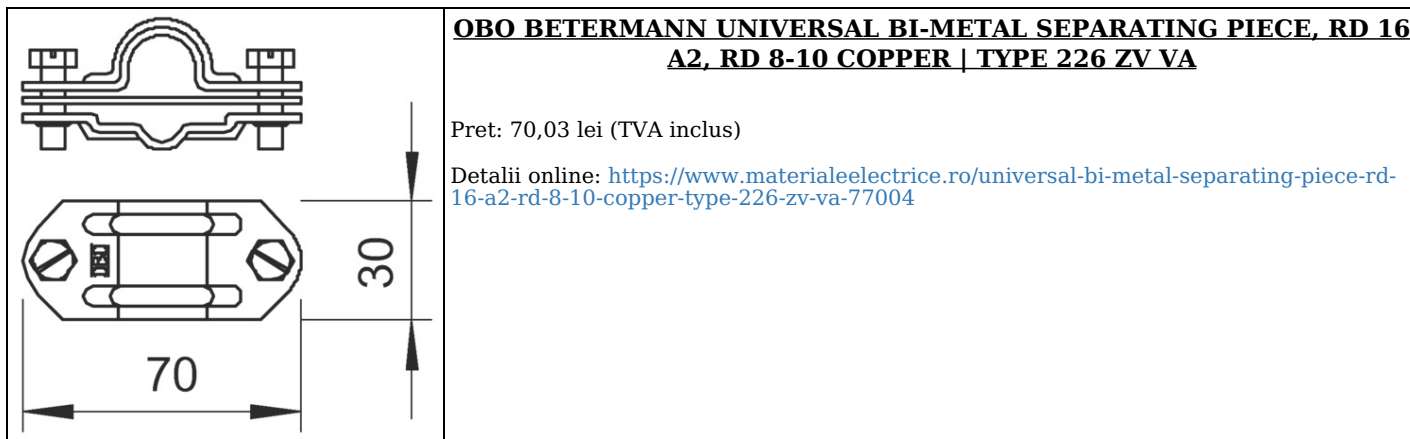 OBO BETERMANN UNIVERSAL BI-METAL SEPARATING PIECE, RD 16
A2, RD 8-10 COPPER | TYPE 226 ZV VA
Pret: 70,03 lei (TVA inclus)
Detalii online: https://www.materialeelectrice.ro/universal-bi-metal-separating-piece-rd-
16-a2-rd-8-10-copper-type-226-zv-va-77004
OBO
30
70